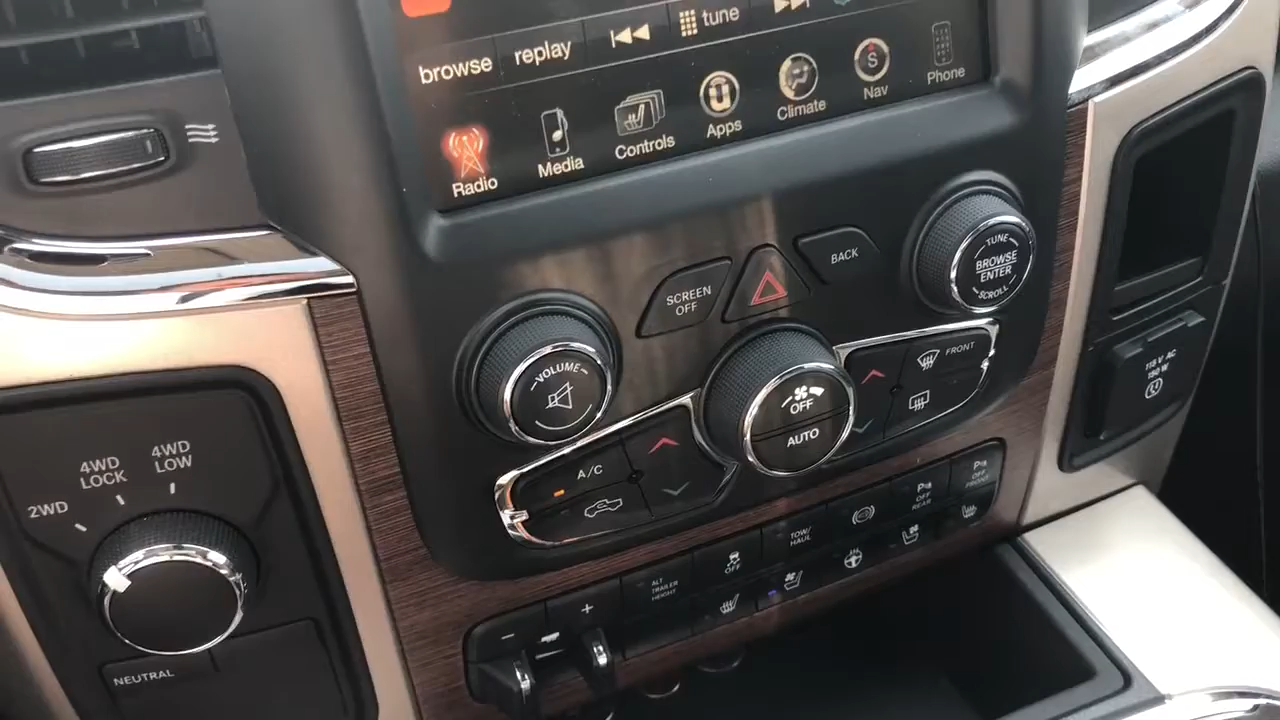 browse
replay
tune
Radio
Media
Controls
Apps
Climate
S
Nav
Phone
SCREEN
OFF
BACK
TUNE
BROWSE
ENTER
SCROLL
VOLUME
OFF
AUTO
FRONT
A/C
115 V AC
150 W
4WD
LOCK
4WD
LOW
2WD
NEUTRAL
ALT
TRAILER
HEIGHT
OFF
TOW/
HAUL
P
OFF
REAR
P
OFF
FRONT
- +